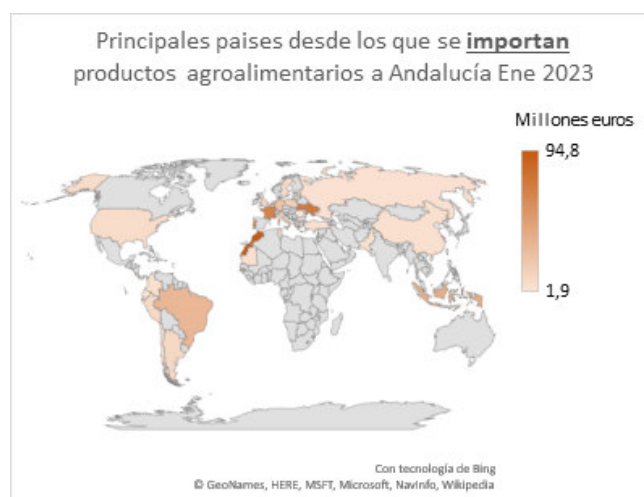 Principales paises desde los que se importan
productos agroalimentarios a Andalucía Ene 2023
Millones euros
94,8
1,9
Con tecnología de Bing
© GeoNames, HERE, MSFT, Microsoft, NavInfo, Wikipedia